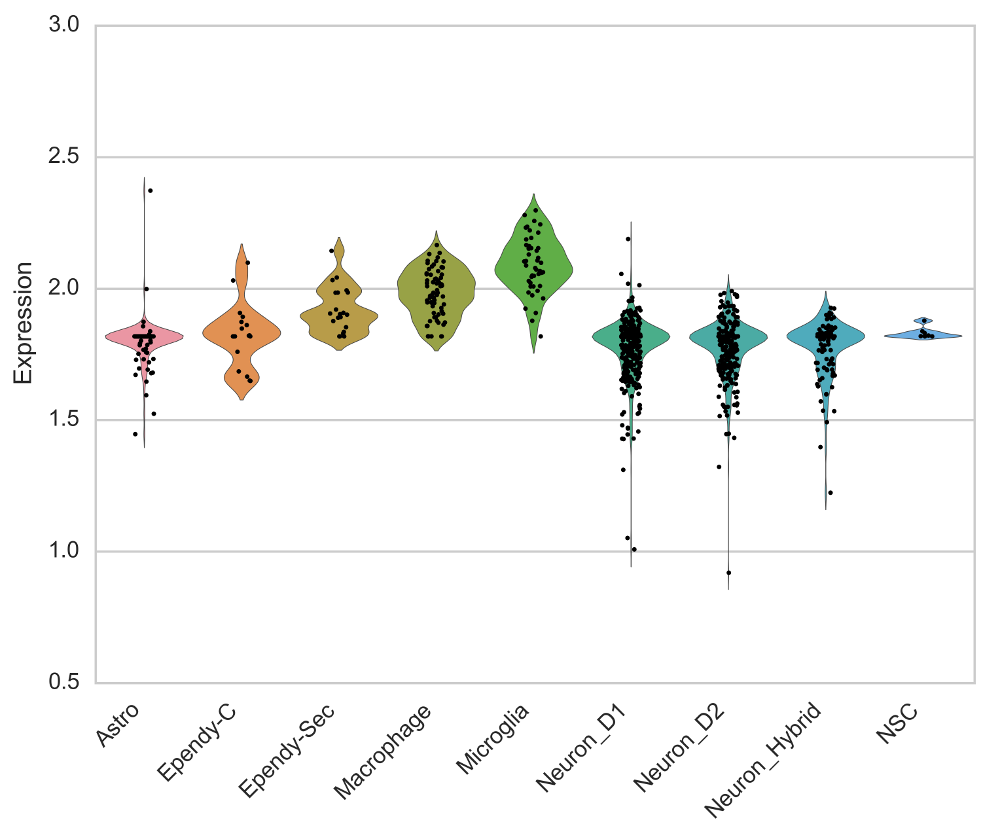 3.0
2.5
2.0
1.5
1.0
0.5
Expression
Astro
Ependy-C
Ependy-Sec
Macrophage
Microglia
Neuron_D1
Neuron_D2
Neuron_Hybrid
NSC